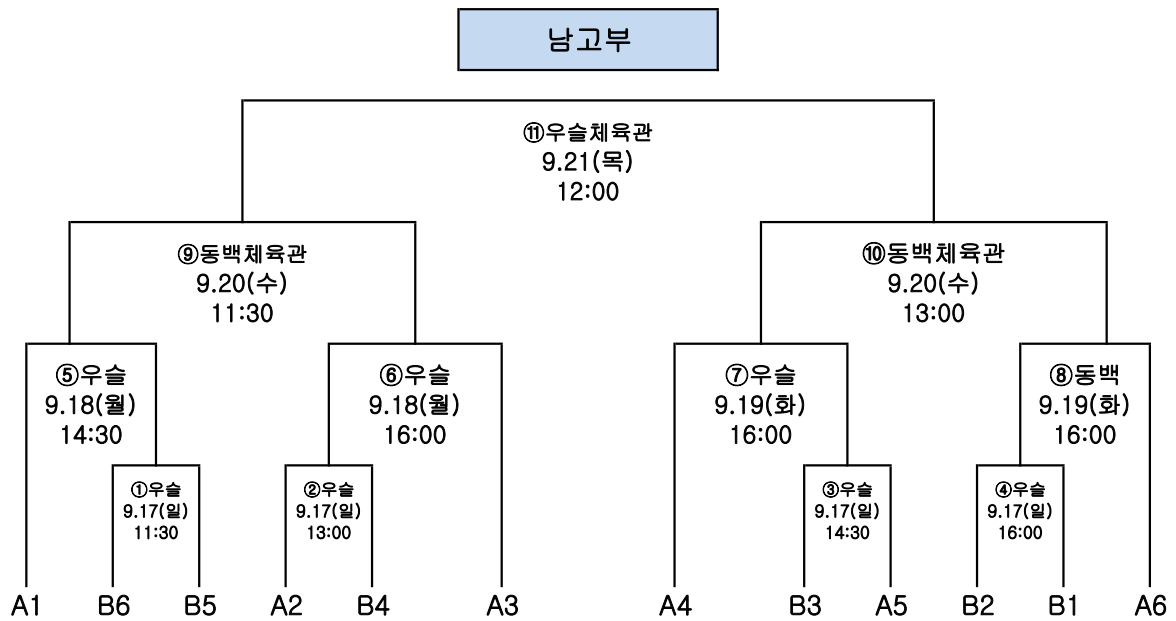 남고부
⑪우슬체육관
9.21(목)
12:00
⑨동백체육관
9.20(수)
11:30
⑩동백체육관
9.20(수)
13:00
⑤우슬
9.18(월)
14:30
⑥우슬
9.18(월)
16:00
⑦우슬
9.19(화)
16:00
⑧동백
9.19(화)
16:00
①우슬
9.17(일)
11:30
②우슬
9.17(일)
13:00
③우슬
9.17(일)
14:30
④우슬
9.17(일)
16:00
A1 B6 B5 A2 B4 A3 A4 B3 A5 B2 B1 A6